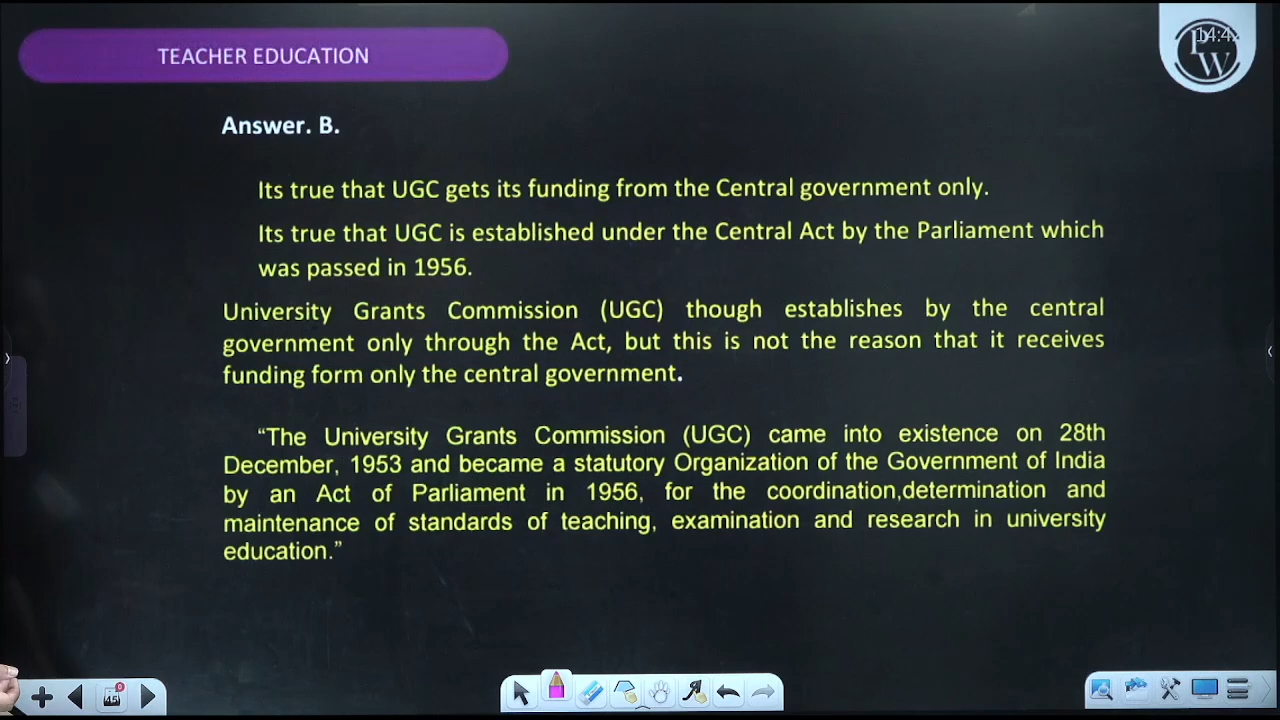 TEACHER EDUCATION
14:42
PW
Answer. B.
Its true that UGC gets its funding from the Central government only.
Its true that UGC is established under the Central Act by the Parliament which
was passed in 1956.
University Grants Commission (UGC) though establishes by the central
government only through the Act, but this is not the reason that it receives
funding form only the central government.
“The University Grants Commission (UGC) came into existence on 28th
December, 1953 and became a statutory Organization of the Government of India
by an Act of Parliament in 1956, for the coordination,determination and
maintenance of standards of teaching, examination and research in university
education.”
45
0